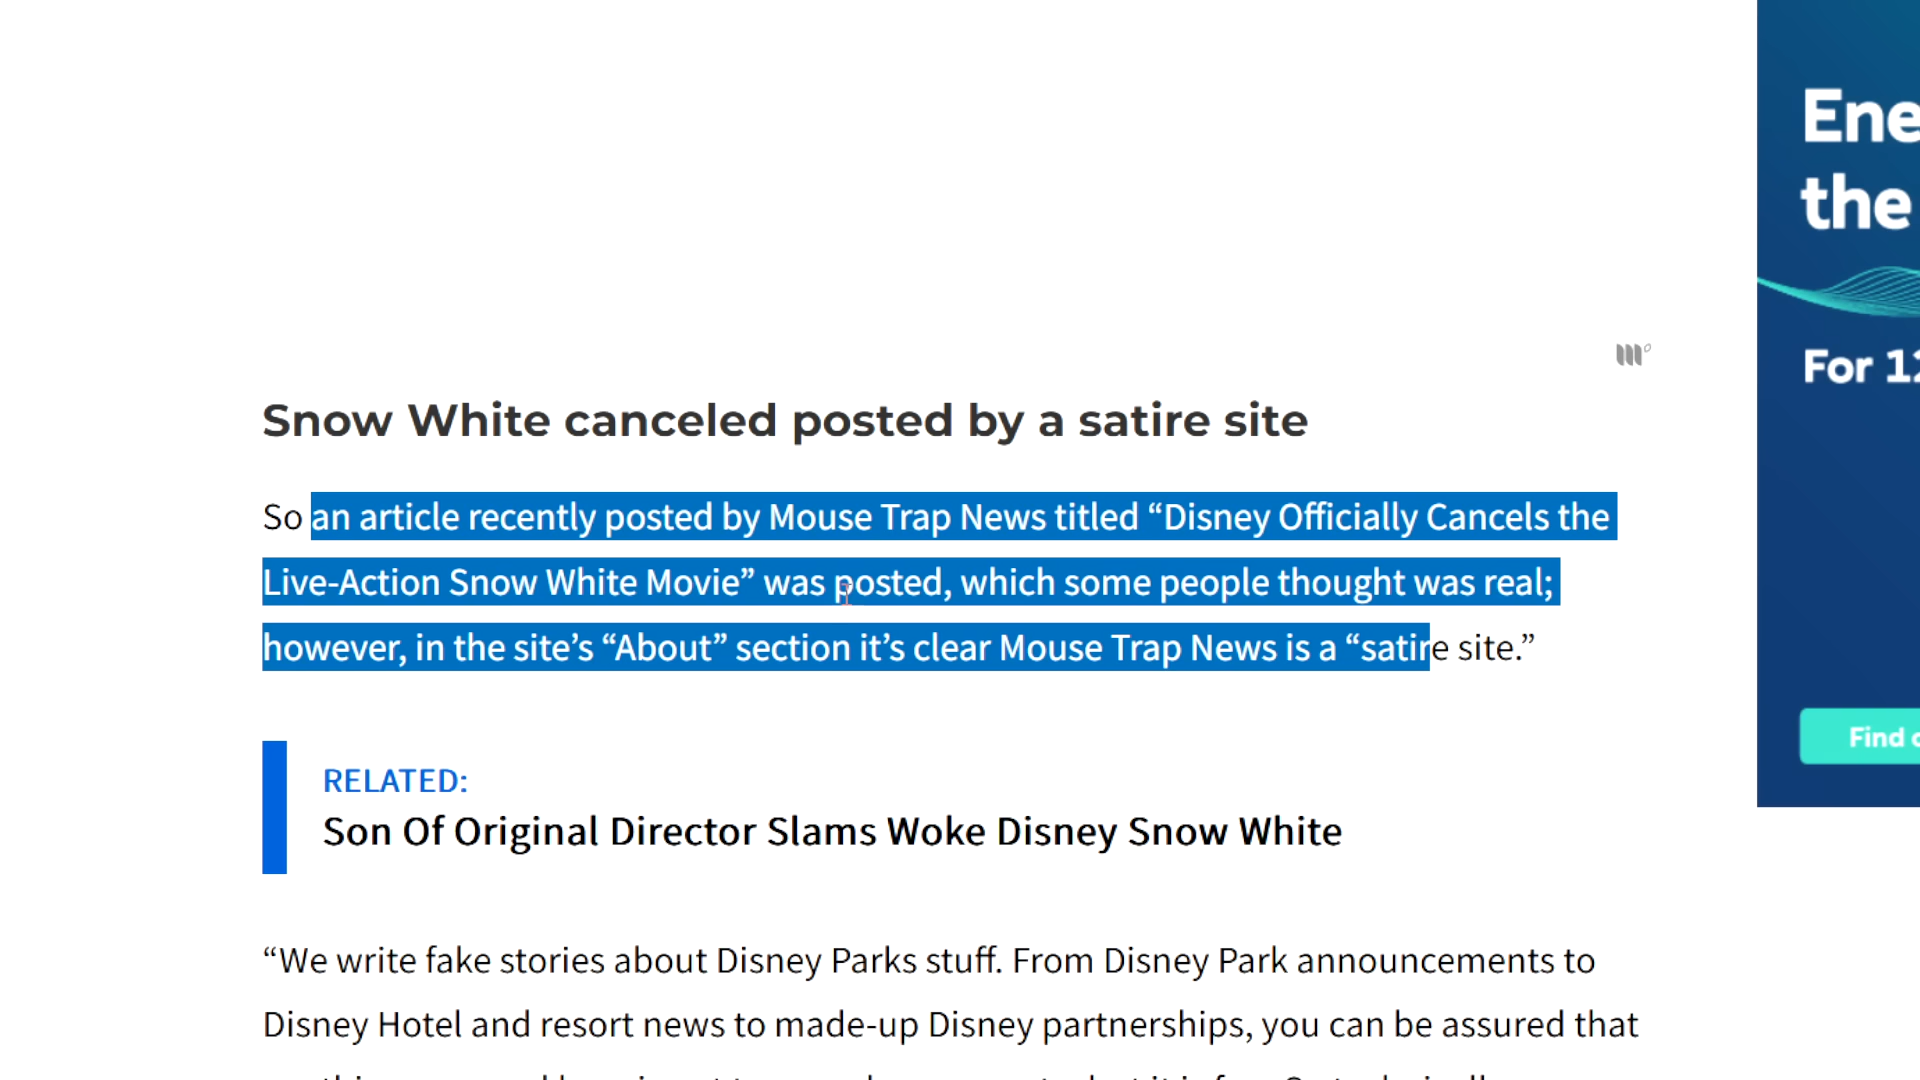 Ene
the
For 12
Snow White canceled posted by a satire site
So an article recently posted by Mouse Trap News titled “Disney Officially Cancels the
Live-Action Snow White Movie” was posted, which some people thought was real;
however, in the site’s “About” section it’s clear Mouse Trap News is a “satire site.”
Find
RELATED:
Son Of Original Director Slams Woke Disney Snow White
“We write fake stories about Disney Parks stuff. From Disney Park announcements to
Disney Hotel and resort news to made-up Disney partnerships, you can be assured that